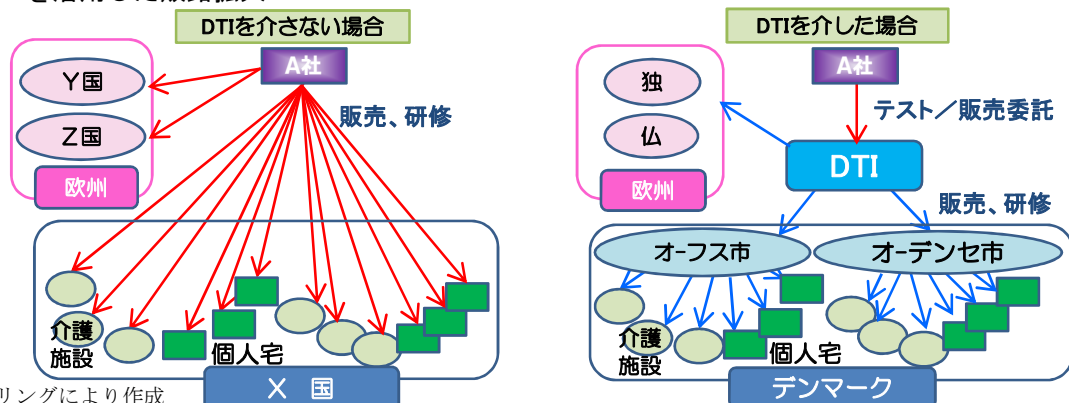 DTIを介さない場合
A社
Y国
Z国
欧州
販売、研修
介護
施設
個人宅
X 国
リングにより作成
DTIを介した場合
A社
独
仏
欧州
テスト／販売委託
DTI
販売、研修
オーフス市
オーデンセ市
介護
施設
個人宅
デンマーク